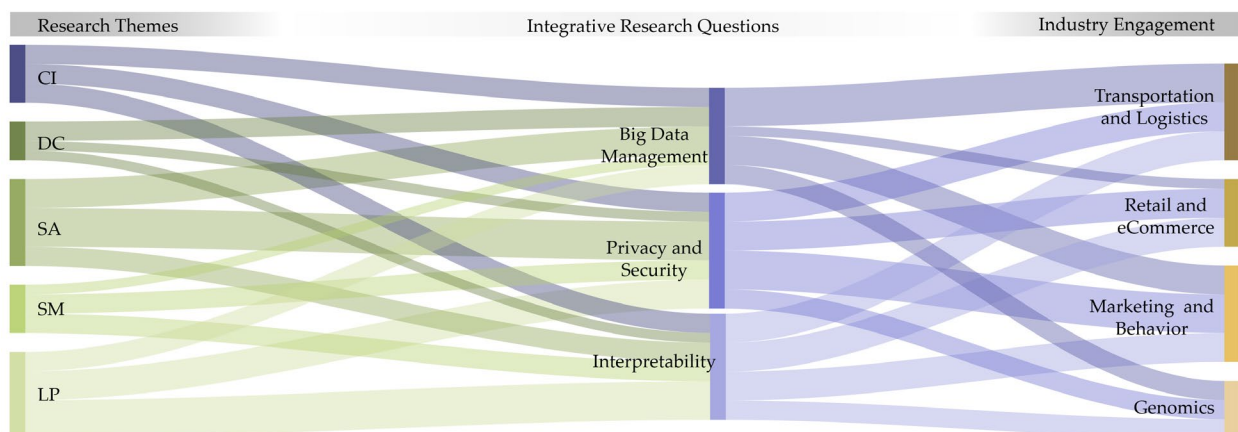 Research Themes
Integrative Research Questions
Industry Engagement
CI
DC
SA
SM
LP
Big Data
Management
Privacy and
Security
Interpretability
Transportation
and Logistics
Retail and
eCommerce
Marketing and
Behavior
Genomics